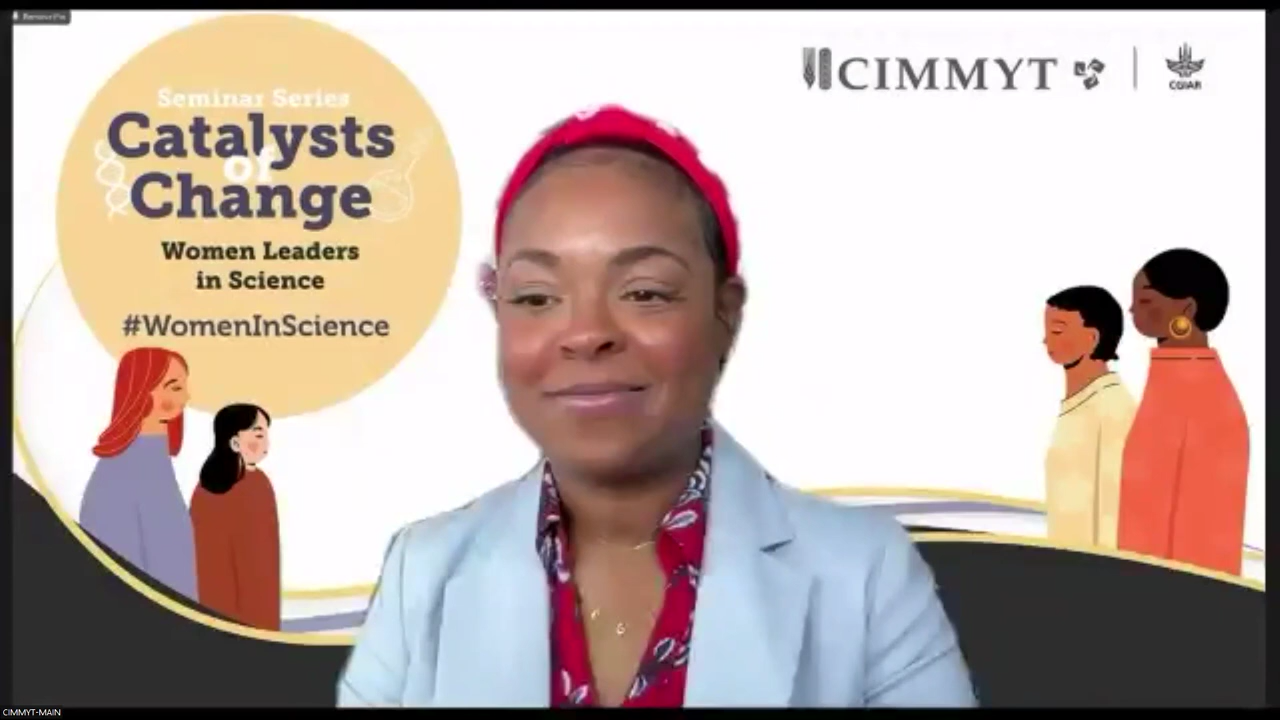 Seminar Series
Catalysts
of
Change
Women Leaders
in Science
#WomenInScience
CIMMYT
CGIAR
CIMMYT-MAIN